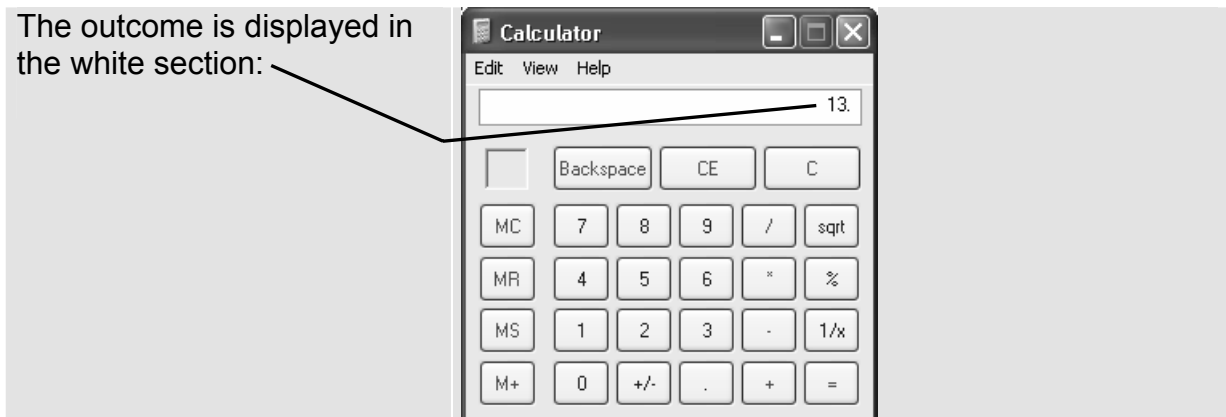 The outcome is displayed in
the white section:
Calculator
Edit View Help
13.
Backspace CE C
MC 7 8 9 / sqrt
MR 4 5 6 * %
MS 1 2 3 - 1/x
M+ 0 +/- . + =